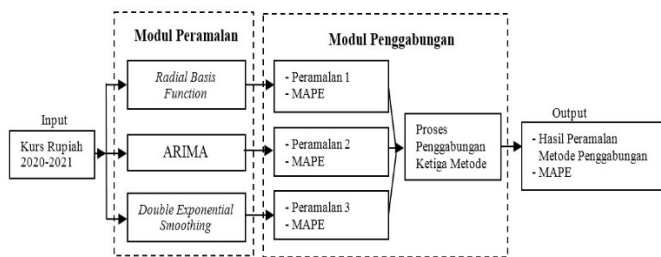 Modul Peramalan
Modul Penggabungan
Input
Kurs Rupiah
2020-2021
Radial Basis
Function
ARIMA
Double Exponential
Smoothing
- Peramalan 1
- MAPE
- Peramalan 2
- MAPE
- Peramalan 3
- MAPE
Proses
Penggabungan
Ketiga Metode
Output
- Hasil Peramalan
Metode Penggabungan
- MAPE